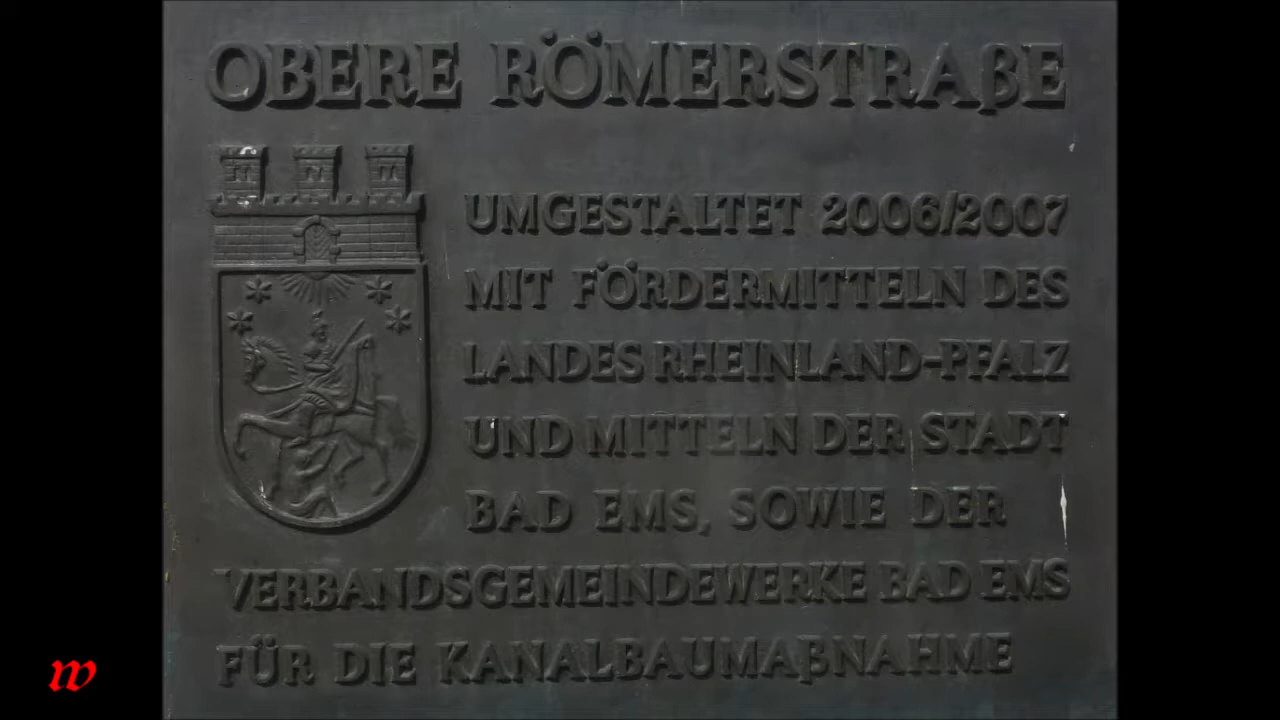 OBERE RÖMERSTRAßE
UMGESTALTET 2006/2007
MIT FÖRDERMITTELN DES
LANDES RHEINLAND-PFALZ
UND MITTELN DER STADT
BAD EMS, SOWIE DER
VERBANDSGEMEINDEWERKE BAD EMS
FÜR DIE KANALBAUMAßNAHME
w